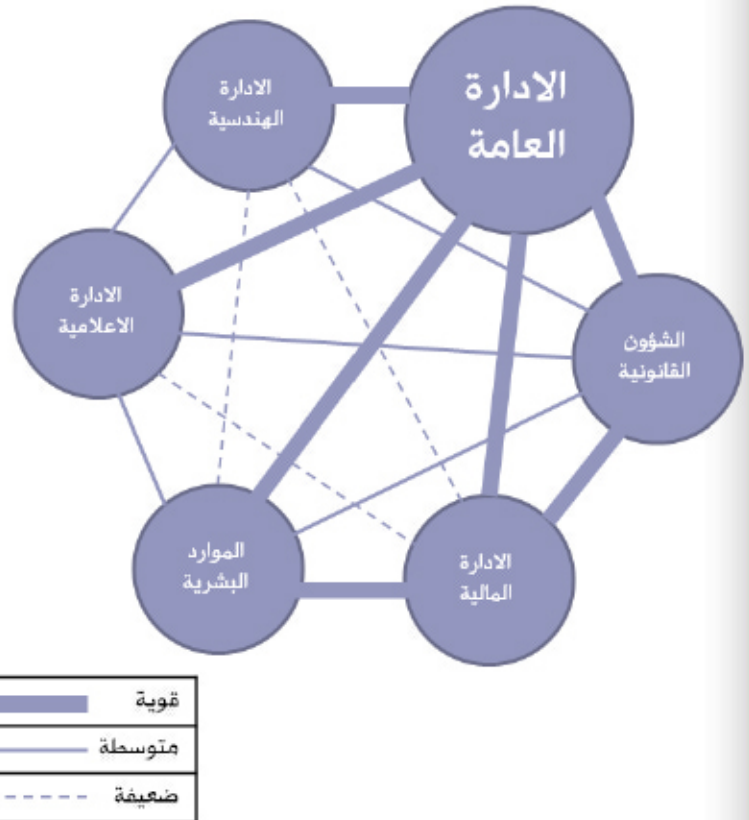 الادارة
العامة
الادارة
الهندسية
الادارة
الاعلامية
الشؤون
القانونية
الموارد
البشرية
الادارة
المالية
قوية
متوسطة
ضعيفة